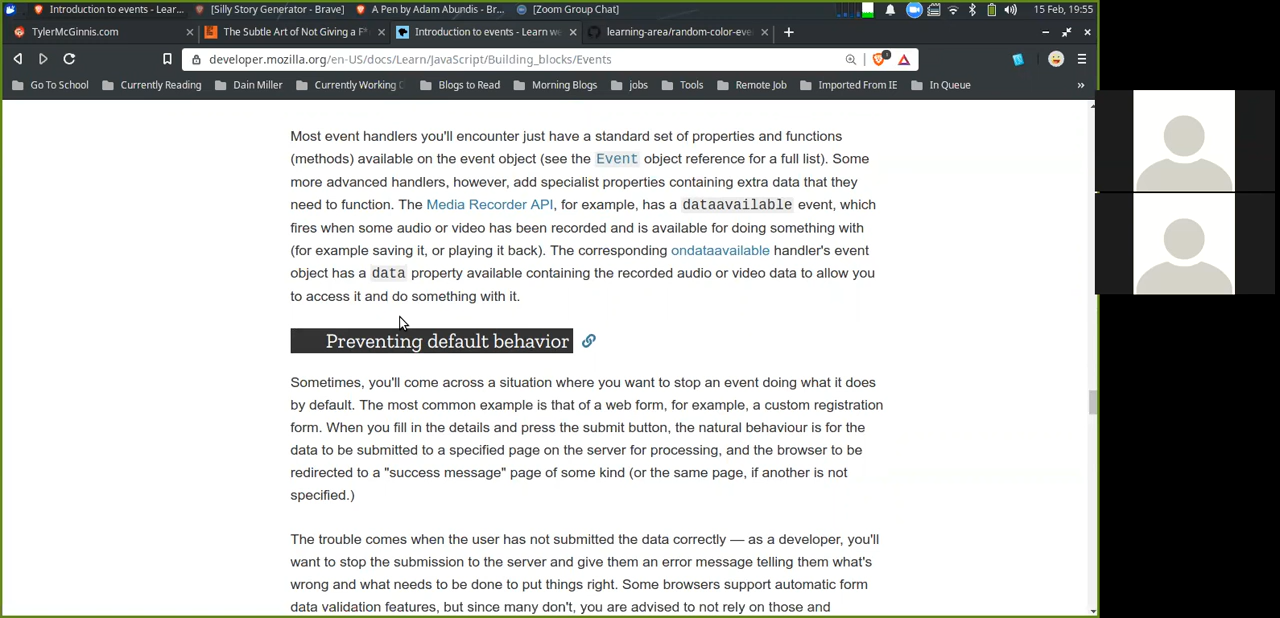 Introduction to events - Lear...
[Silly Story Generator - Brave]
A Pen by Adam Abundis - Br...
[Zoom Group Chat]
15 Feb, 19:55
TylerMcGinnis.com
The Subtle Art of Not Giving a F*
Introduction to events - Learn we
learning-area/random-color-eve
developer.mozilla.org/en-US/docs/Learn/JavaScript/Building_blocks/Events
1
Go To School
Currently Reading
Dain Miller
Currently Working
Blogs to Read
Morning Blogs
jobs
Tools
Remote Job
Imported From IE
In Queue
»
Most event handlers you'll encounter just have a standard set of properties and functions
(methods) available on the event object (see the Event object reference for a full list). Some
more advanced handlers, however, add specialist properties containing extra data that they
need to function. The Media Recorder API, for example, has a dataavailable event, which
fires when some audio or video has been recorded and is available for doing something with
(for example saving it, or playing it back). The corresponding ondataavailable handler's event
object has a data property available containing the recorded audio or video data to allow you
to access it and do something with it.
Preventing default behavior
Sometimes, you'll come across a situation where you want to stop an event doing what it does
by default. The most common example is that of a web form, for example, a custom registration
form. When you fill in the details and press the submit button, the natural behaviour is for the
data to be submitted to a specified page on the server for processing, and the browser to be
redirected to a "success message" page of some kind (or the same page, if another is not
specified.)
The trouble comes when the user has not submitted the data correctly — as a developer, you'll
want to stop the submission to the server and give them an error message telling them what's
wrong and what needs to be done to put things right. Some browsers support automatic form
data validation features, but since many don't, you are advised to not rely on those and